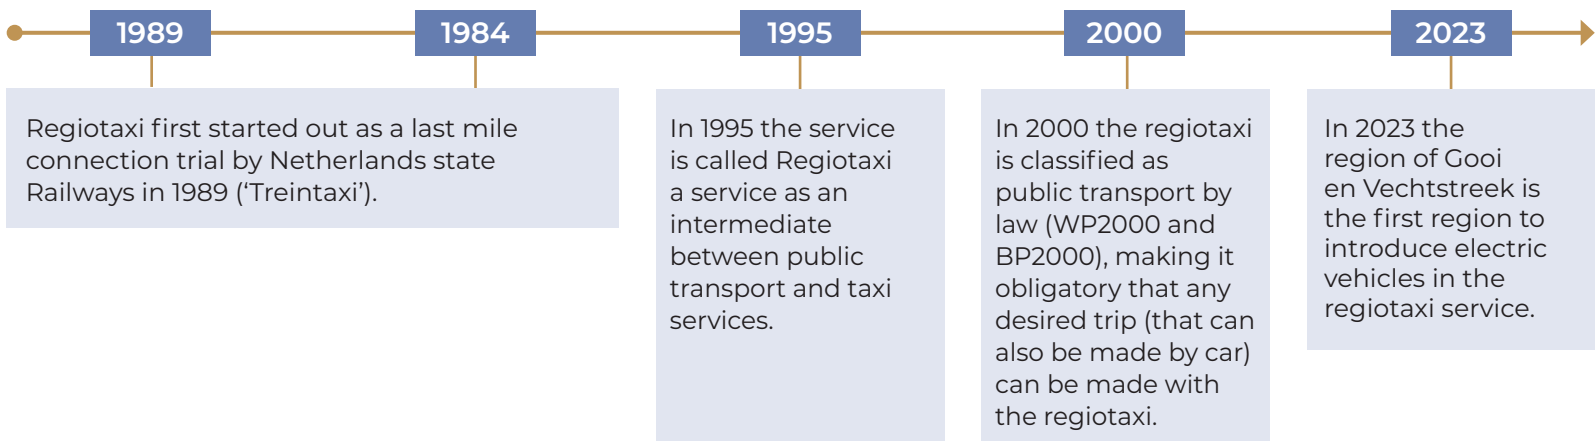 1989
1984
1995
2000
2023
Regiotaxi first started out as a last mile
connection trial by Netherlands state
Railways in 1989 (‘Treintaxi’).
In 1995 the service
is called Regiotaxi
a service as an
intermediate
between public
transport and taxi
services.
In 2000 the regiotaxi
is classified as
public transport by
law (WP2000 and
BP2000), making it
obligatory that any
desired trip (that can
also be made by car)
can be made with
the regiotaxi.
In 2023 the
region of Gooi
en Vechtstreek is
the first region to
introduce electric
vehicles in the
regiotaxi service.